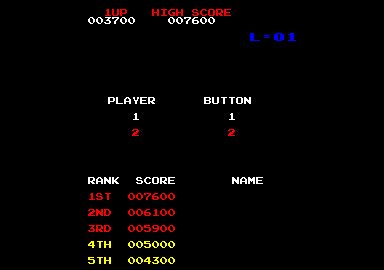 1UP HIGH SCORE
003700 007600
L=01
PLAYER BUTTON
1 1
2 2
RANK SCORE NAME
1ST 007600
2ND 006100
3RD 005900
4TH 005000
5TH 004300